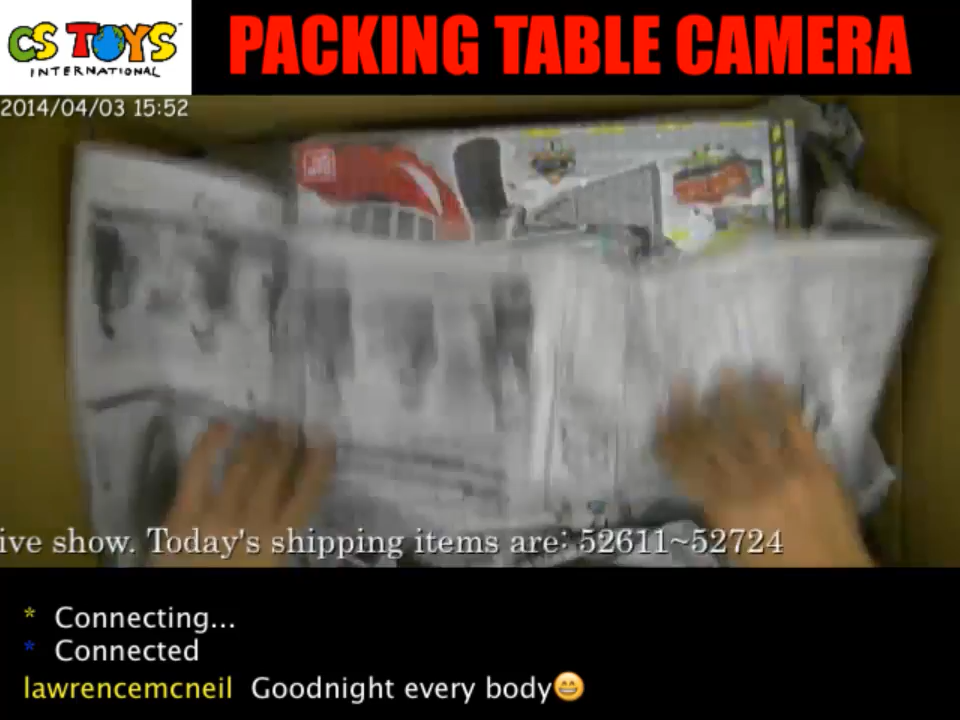 CS TOYS
INTERNATIONAL
PACKING TABLE CAMERA
2014/04/03 15:52
ive show. Today's shipping items are: 52611~52724
* Connecting...
* Connected
lawrencemcneil Goodnight every body😄